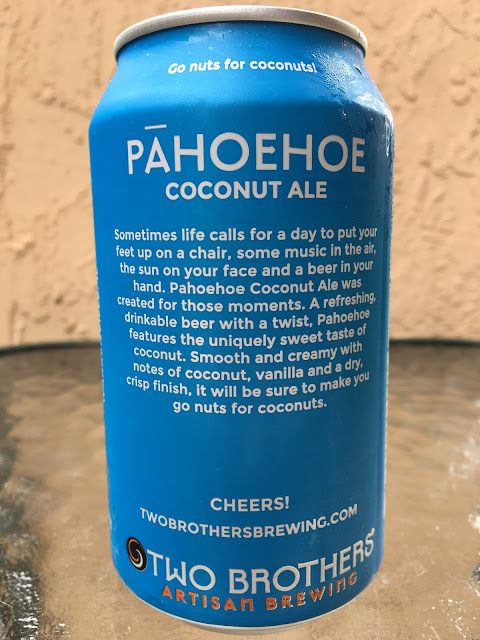 Go nuts for coconuts!
PĀHOEHOE
COCONUT ALE
Sometimes life calls for a day to put your
feet up on a chair, some music in the air,
the sun on your face and a beer in your
hand. Pahoehoe Coconut Ale was
created for those moments. A refreshing,
drinkable beer with a twist, Pahoehoe
features the uniquely sweet taste of
coconut. Smooth and creamy with
notes of coconut, vanilla and a dry,
crisp finish, it will be sure to make you
go nuts for coconuts.
CHEERS!
TWOBROTHERSBREWING.COM
TWO BROTHERS®
ARTISAN BREWING